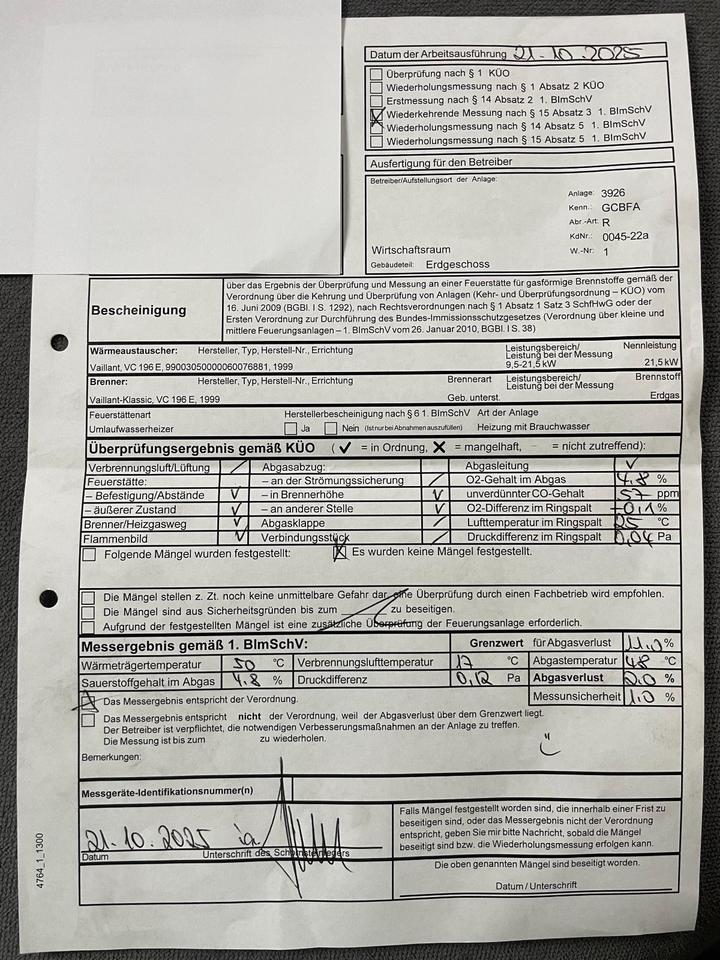 Datum der Arbeitsausführung 21.10.2025
Überprüfung nach § 1 KÜO
Wiederholungsmessung nach § 1 Absatz 2 KÜO
Erstmessung nach § 14 Absatz 2 1. BImSchV
Wiederkehrende Messung nach § 15 Absatz 3 1. BImSchV
Wiederholungsmessung nach § 14 Absatz 5 1. BImSchV
Wiederholungsmessung nach § 15 Absatz 5 1. BImSchV
Ausfertigung für den Betreiber
Betreiber/Aufstellungsort der Anlage:
Anlage: 3926
Kenn.: GCBFA
Abr.-Art: R
KdNr.: 0045-22a
Wirtschaftsraum W.-Nr: 1
Gebäudeteil: Erdgeschoss
Bescheinigung
über das Ergebnis der Überprüfung und Messung an einer Feuerstätte für gasförmige Brennstoffe gemäß der
Verordnung über die Kehrung und Überprüfung von Anlagen (Kehr- und Überprüfungsordnung – KÜO) vom
16. Juni 2009 (BGBl. I S. 1292), nach Rechtsverordnungen nach § 1 Absatz 1 Satz 3 SchfHwG oder der
Ersten Verordnung zur Durchführung des Bundes-Immissionsschutzgesetzes (Verordnung über kleine und
mittlere Feuerungsanlagen – 1. BImSchV vom 26. Januar 2010, BGBl. I S. 38)
Wärmeaustauscher: Hersteller, Typ, Herstell-Nr., Errichtung Leistungsbereich/ Nennleistung
Leistung bei der Messung
Vaillant, VC 196 E, 99003050000060076881, 1999 9,5-21,5 kW 21,5 kW
Brenner: Hersteller, Typ, Herstell-Nr., Errichtung Brennerart Leistungsbereich/ Brennstoff
Leistung bei der Messung
Vaillant-Klassic, VC 196 E, 1999 Geb. unterst. Erdgas
Feuerstättenart Herstellerbescheinigung nach § 6 1. BImSchV Art der Anlage
Umlaufwasserheizer Ja Nein (Ist nur bei Abnahmen auszufüllen) Heizung mit Brauchwasser
Überprüfungsergebnis gemäß KÜO ( ✓ = in Ordnung, ✗ = mangelhaft, – = nicht zutreffend):
Verbrennungsluft/Lüftung / Abgasabzug: Abgasleitung ✓
Feuerstätte: – an der Strömungssicherung / O2-Gehalt im Abgas 4,8 %
– Befestigung/Abstände ✓ – in Brennerhöhe ✓ unverdünnter CO-Gehalt 57 ppm
– äußerer Zustand ✓ – an anderer Stelle ✓ O2-Differenz im Ringspalt -0,1 %
Brenner/Heizgasweg ✓ Abgasklappe / Lufttemperatur im Ringspalt 25 °C
Flammenbild ✓ Verbindungsstück / Druckdifferenz im Ringspalt 0,04 Pa
Folgende Mängel wurden festgestellt: Es wurden keine Mängel festgestellt.
Die Mängel stellen z. Zt. noch keine unmittelbare Gefahr dar, eine Überprüfung durch einen Fachbetrieb wird empfohlen.
Die Mängel sind aus Sicherheitsgründen bis zum zu beseitigen.
Aufgrund der festgestellten Mängel ist eine zusätzliche Überprüfung der Feuerungsanlage erforderlich.
Messergebnis gemäß 1. BImSchV: Grenzwert für Abgasverlust 11,0 %
Wärmeträgertemperatur 50 °C Verbrennungslufttemperatur 17 °C Abgastemperatur 48 °C
Sauerstoffgehalt im Abgas 4,8 % Druckdifferenz 0,12 Pa Abgasverlust 2,0 %
Das Messergebnis entspricht der Verordnung. Messunsicherheit 1,0 %
Das Messergebnis entspricht nicht der Verordnung, weil der Abgasverlust über dem Grenzwert liegt.
Der Betreiber ist verpflichtet, die notwendigen Verbesserungsmaßnahmen an der Anlage zu treffen.
Die Messung ist bis zum zu wiederholen.
Bemerkungen:
Messgeräte-Identifikationsnummer(n)
21.10.2025 i.a.
Datum Unterschrift des Schornsteinfegers
Falls Mängel festgestellt worden sind, die innerhalb einer Frist zu
beseitigen sind, oder das Messergebnis nicht der Verordnung
entspricht, geben Sie mir bitte Nachricht, sobald die Mängel
beseitigt sind bzw. die Wiederholungsmessung erfolgen kann.
Die oben genannten Mängel sind beseitigt worden.
Datum / Unterschrift
4764_1_1300